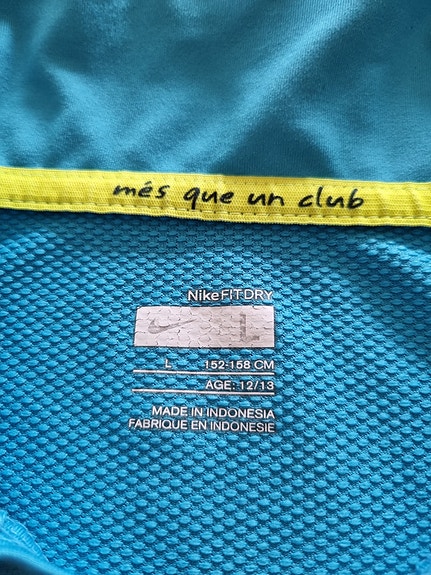 més que un club
NikeFIT DRY
L
L 152-158 CM
AGE: 12/13
MADE IN INDONESIA
FABRIQUE EN INDONESIE